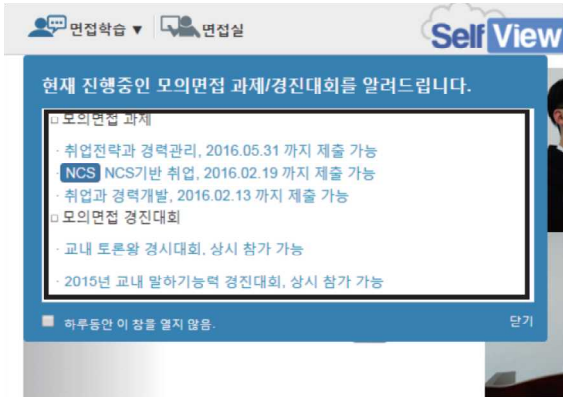 면접학습 ▼ 면접실
Self View
현재 진행중인 모의면접 과제/경진대회를 알려드립니다.
□ 모의면접 과제
· 취업전략과 경력관리, 2016.05.31 까지 제출 가능
· NCS NCS기반 취업, 2016.02.19 까지 제출 가능
· 취업과 경력개발, 2016.02.13 까지 제출 가능
□ 모의면접 경진대회
· 교내 토론왕 경시대회, 상시 참가 가능
· 2015년 교내 말하기능력 경진대회, 상시 참가 가능
하루동안 이 창을 열지 않음.
닫기